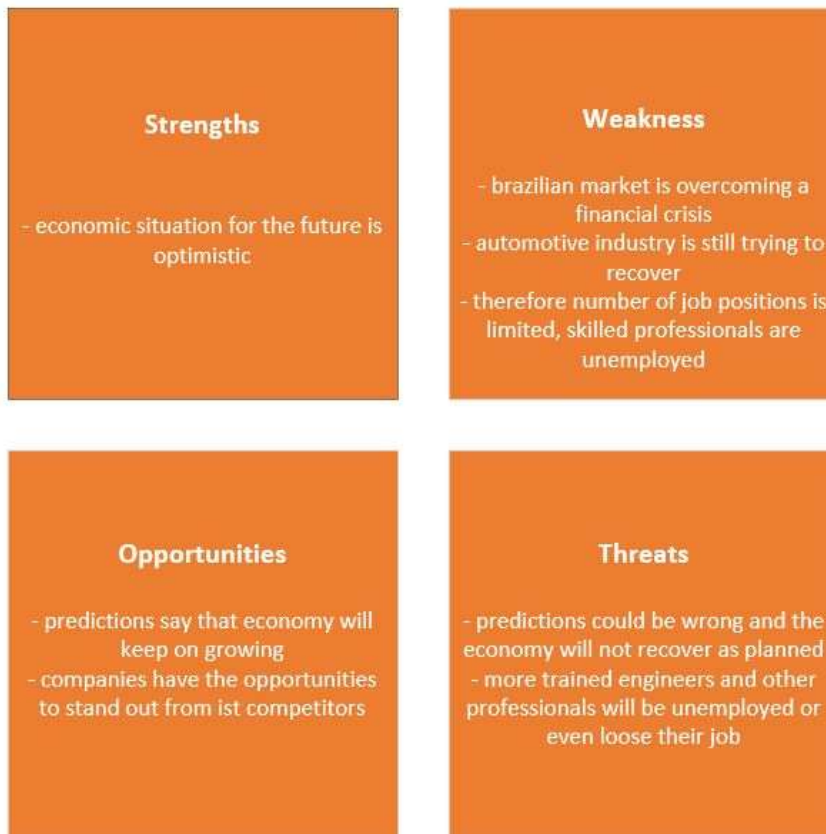 Strengths
- economic situation for the future is
optimistic
Weakness
- brazilian market is overcoming a
financial crisis
- automotive industry is still trying to
recover
- therefore number of job positions is
limited, skilled professionals are
unemployed
Opportunities
- predictions say that economy will
keep on growing
- companies have the opportunities
to stand out from ist competitors
Threats
- predictions could be wrong and the
economy will not recover as planned
- more trained engineers and other
professionals will be unemployed or
even loose their job